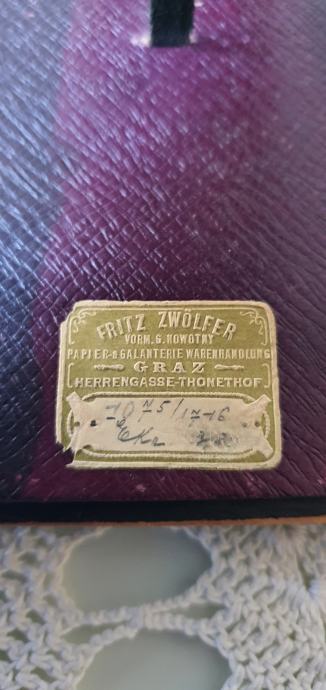 FRITZ ZWÖLFER
VORM. G. NOWOTNY
PAPIER- & GALANTERIE WARENHANDLUNG
GRAZ
HERRENGASSE-THONETHOF